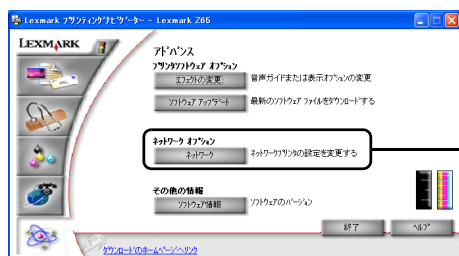 Lexmark プリンティングナビゲーター - Lexmark Z65
LEXMARK
アドバンス
プリンタソフトウェア オプション
エフェクトの変更 音声ガイドまたは表示オプションの変更
ソフトウェア アップデート 最新のソフトウェア ファイルをダウンロードする
ネットワーク オプション
ネットワーク ネットワークプリンタの設定を変更する
その他の情報
ソフトウェア情報 ソフトウェアのバージョン
終了 ヘルプ
ダウンロードのホームページへリンク